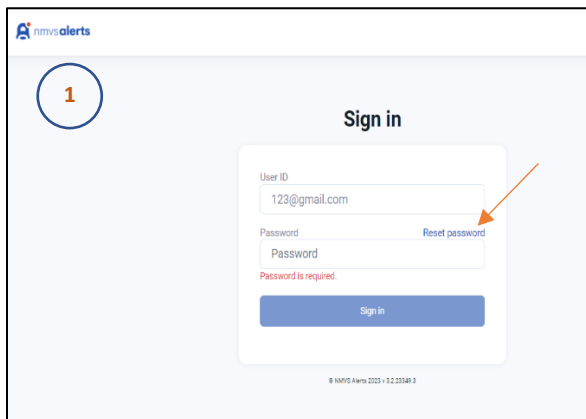 nmvsalerts
1
Sign in
User ID
123@gmail.com
Password Reset password
Password
Password is required.
Sign in
© NMVS Alerts 2023 v 3.2.23349.3